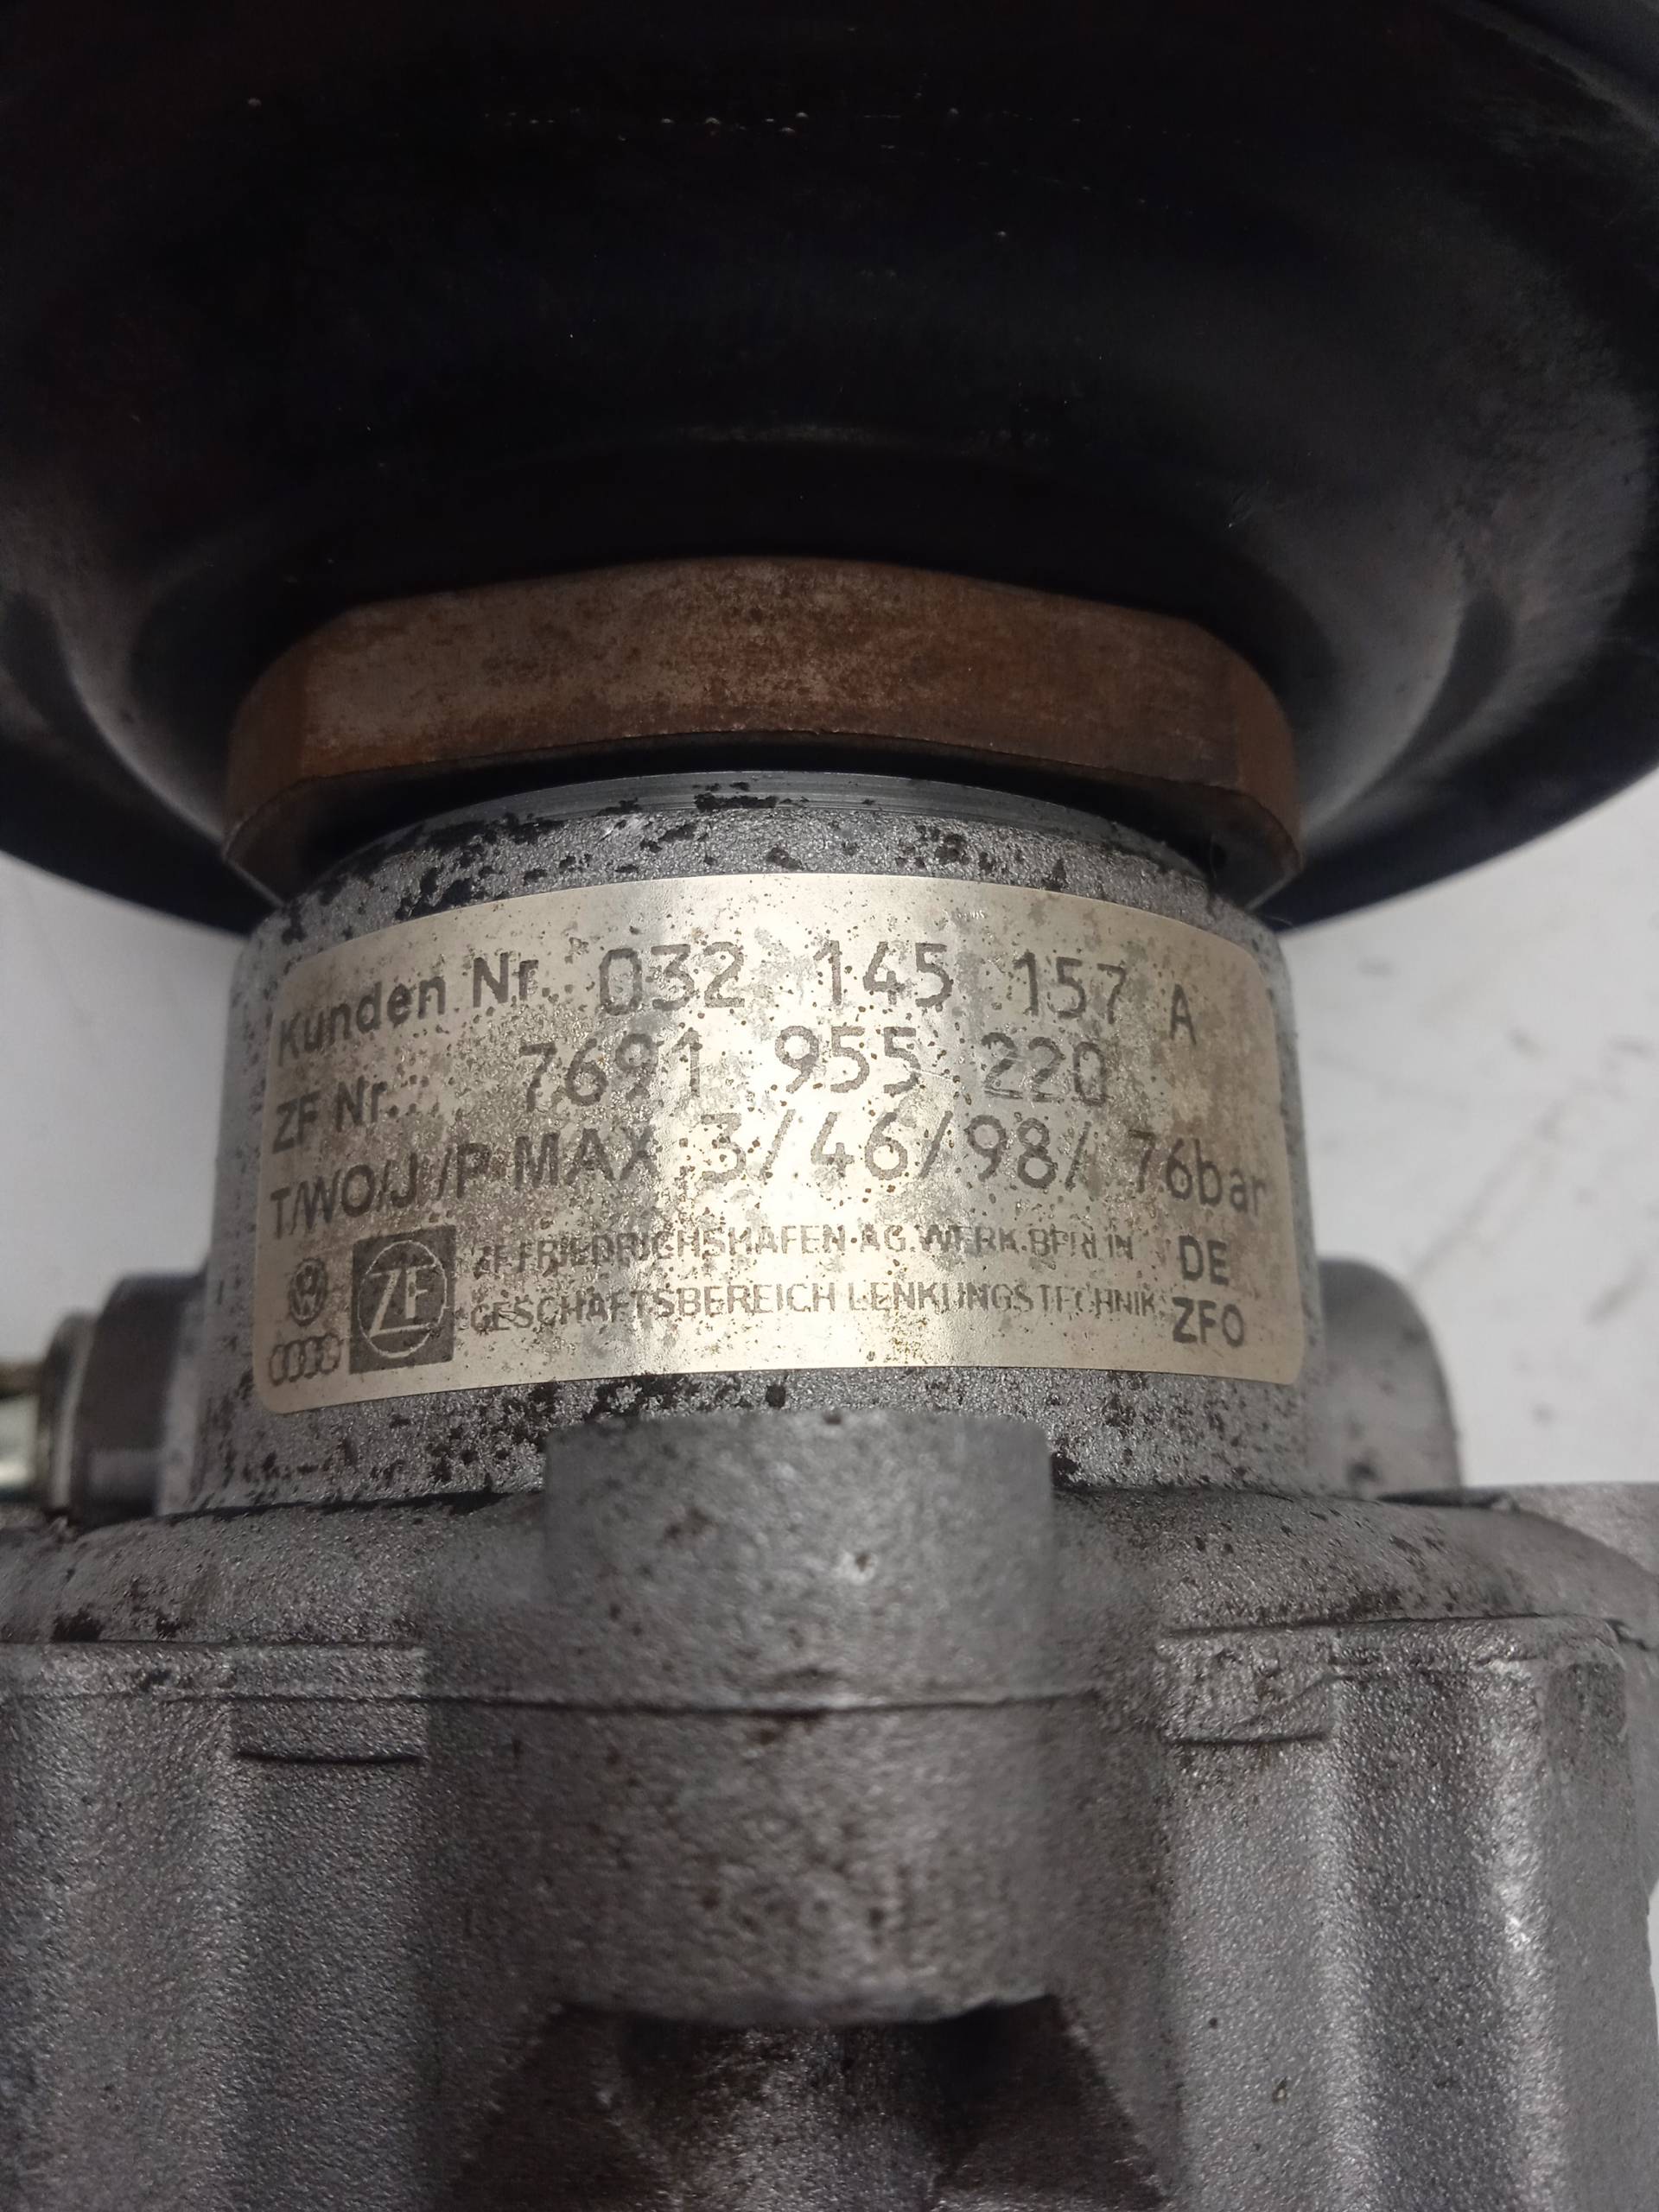 Kunden Nr. 032 145 157 A
ZF Nr. 7691 955 220
T/WO/J/P MAX 3/46/98/ 76bar
ZF FRIEDRICHSHAFEN·AG. WERK·BERLIN DE
GESCHÄFTSBEREICH LENKUNGSTECHNIK ZFO
ZF